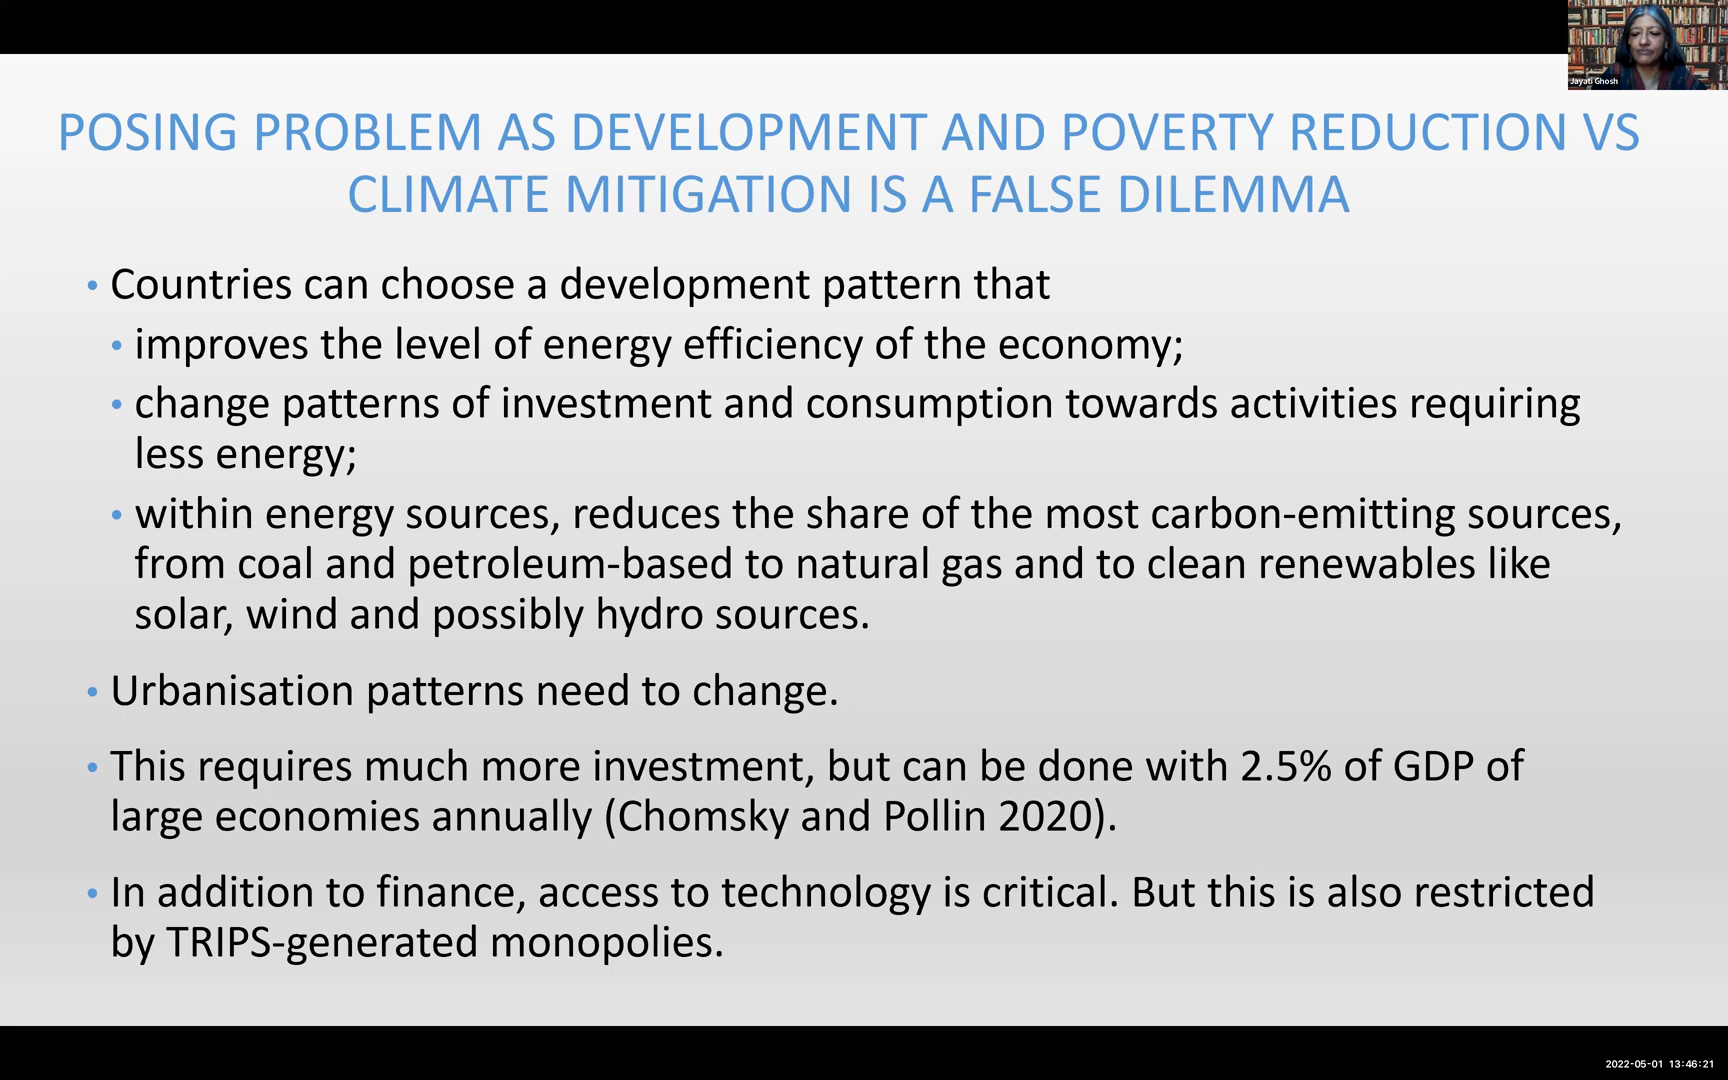 Jayati Ghosh
POSING PROBLEM AS DEVELOPMENT AND POVERTY REDUCTION VS
CLIMATE MITIGATION IS A FALSE DILEMMA
• Countries can choose a development pattern that
• improves the level of energy efficiency of the economy;
• change patterns of investment and consumption towards activities requiring
less energy;
• within energy sources, reduces the share of the most carbon-emitting sources,
from coal and petroleum-based to natural gas and to clean renewables like
solar, wind and possibly hydro sources.
• Urbanisation patterns need to change.
• This requires much more investment, but can be done with 2.5% of GDP of
large economies annually (Chomsky and Pollin 2020).
• In addition to finance, access to technology is critical. But this is also restricted
by TRIPS-generated monopolies.
2022-05-01 13:46:21